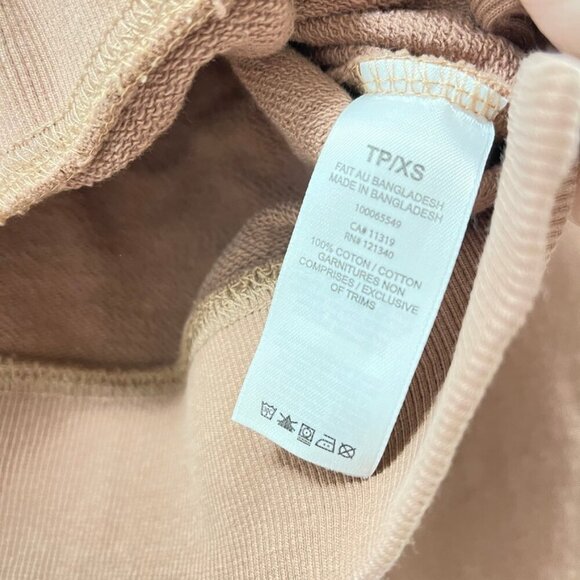 TP/XS
FAIT AU BANGLADESH
MADE IN BANGLADESH
100065549
CA# 11319
RN# 121340
100% COTON / COTTON
GARNITURES NON
COMPRISES / EXCLUSIVE
OF TRIMS